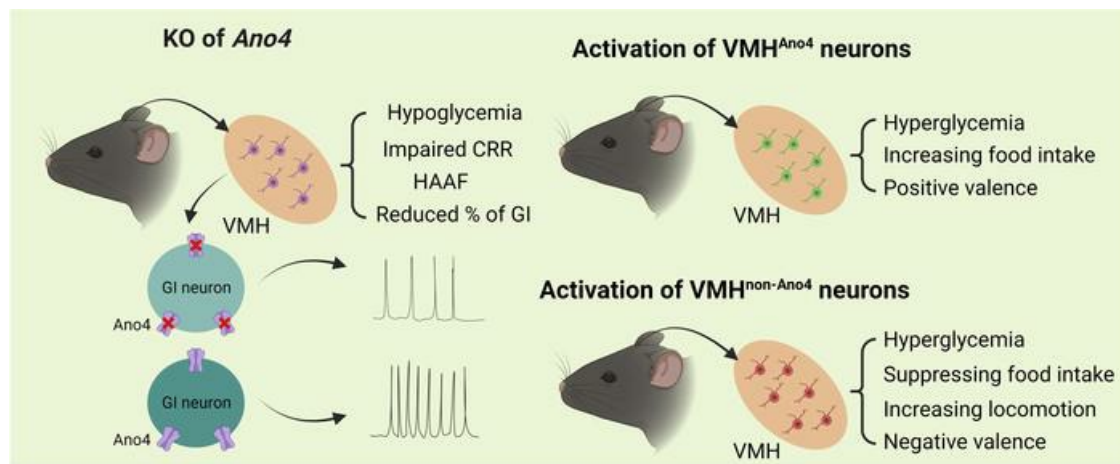 KO of Ano4
Hypoglycemia
Impaired CRR
HAAF
Reduced % of GI
VMH
GI neuron
Ano4
GI neuron
Ano4
Activation of VMHAno4 neurons
Hyperglycemia
Increasing food intake
Positive valence
VMH
Activation of VMHnon-Ano4 neurons
Hyperglycemia
Suppressing food intake
Increasing locomotion
Negative valence
VMH